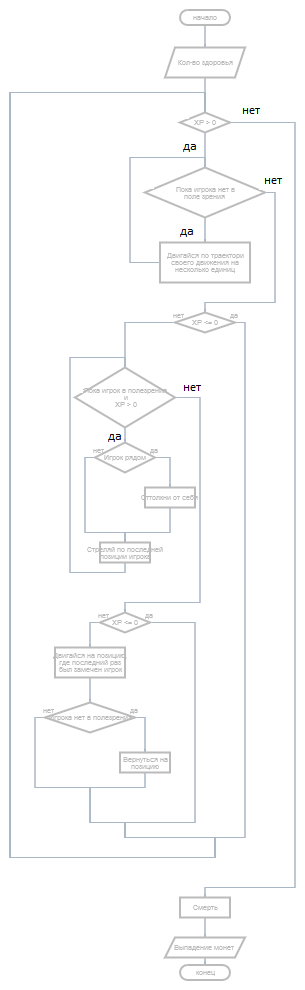 начало
Кол-во здоровья
нет
XP > 0
да
нет
Пока игрока нет в
поле зрения
да
Двигайся по траектори
своего движения на
несколько единиц
нет
да
XP <= 0
Пока игрок в полезрения
и
XP > 0
нет
да
нет
да
Игрок рядом
Оттолкни от себя
Стреляй по последней
позиции игрока
нет
да
XP <= 0
Двигайся на позицию
где последний раз
был замечен игрок
нет
да
Игрока нет в полезрения
Вернуться на
позицию
Смерть
Выпадение монет
конец